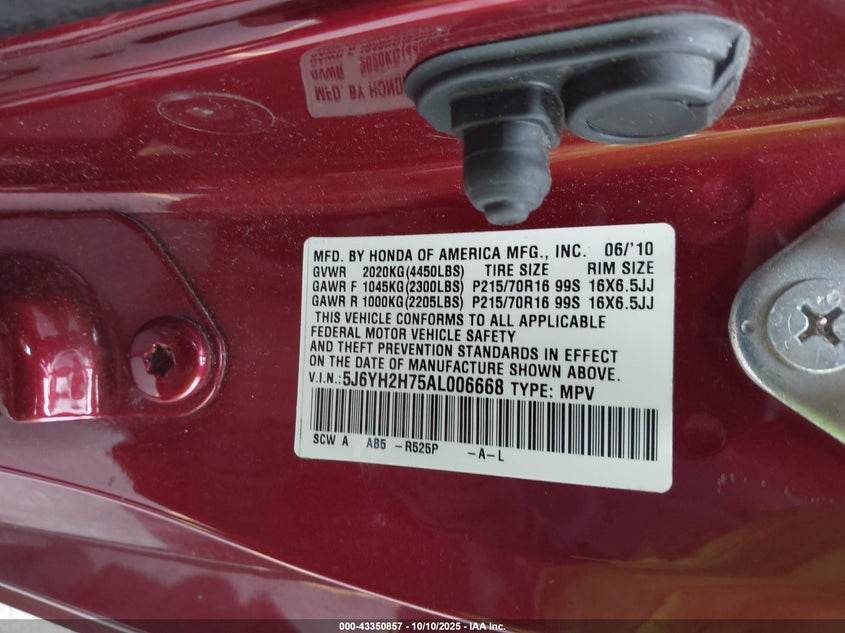 MFD. BY HONDA OF AMERICA MFG., INC. 06/'10
GVWR 2020KG(4450LBS) TIRE SIZE RIM SIZE
GAWR F 1045KG(2300LBS) P215/70R16 99S 16X6.5JJ
GAWR R 1000KG(2205LBS) P215/70R16 99S 16X6.5JJ
THIS VEHICLE CONFORMS TO ALL APPLICABLE
FEDERAL MOTOR VEHICLE SAFETY
AND THEFT PREVENTION STANDARDS IN EFFECT
ON THE DATE OF MANUFACTURE SHOWN ABOVE.
V.I.N.:5J6YH2H75AL006668 TYPE: MPV
SCW A AB5 -R525P -A-L
000-43350857 - 10/10/2025 - IAA Inc.